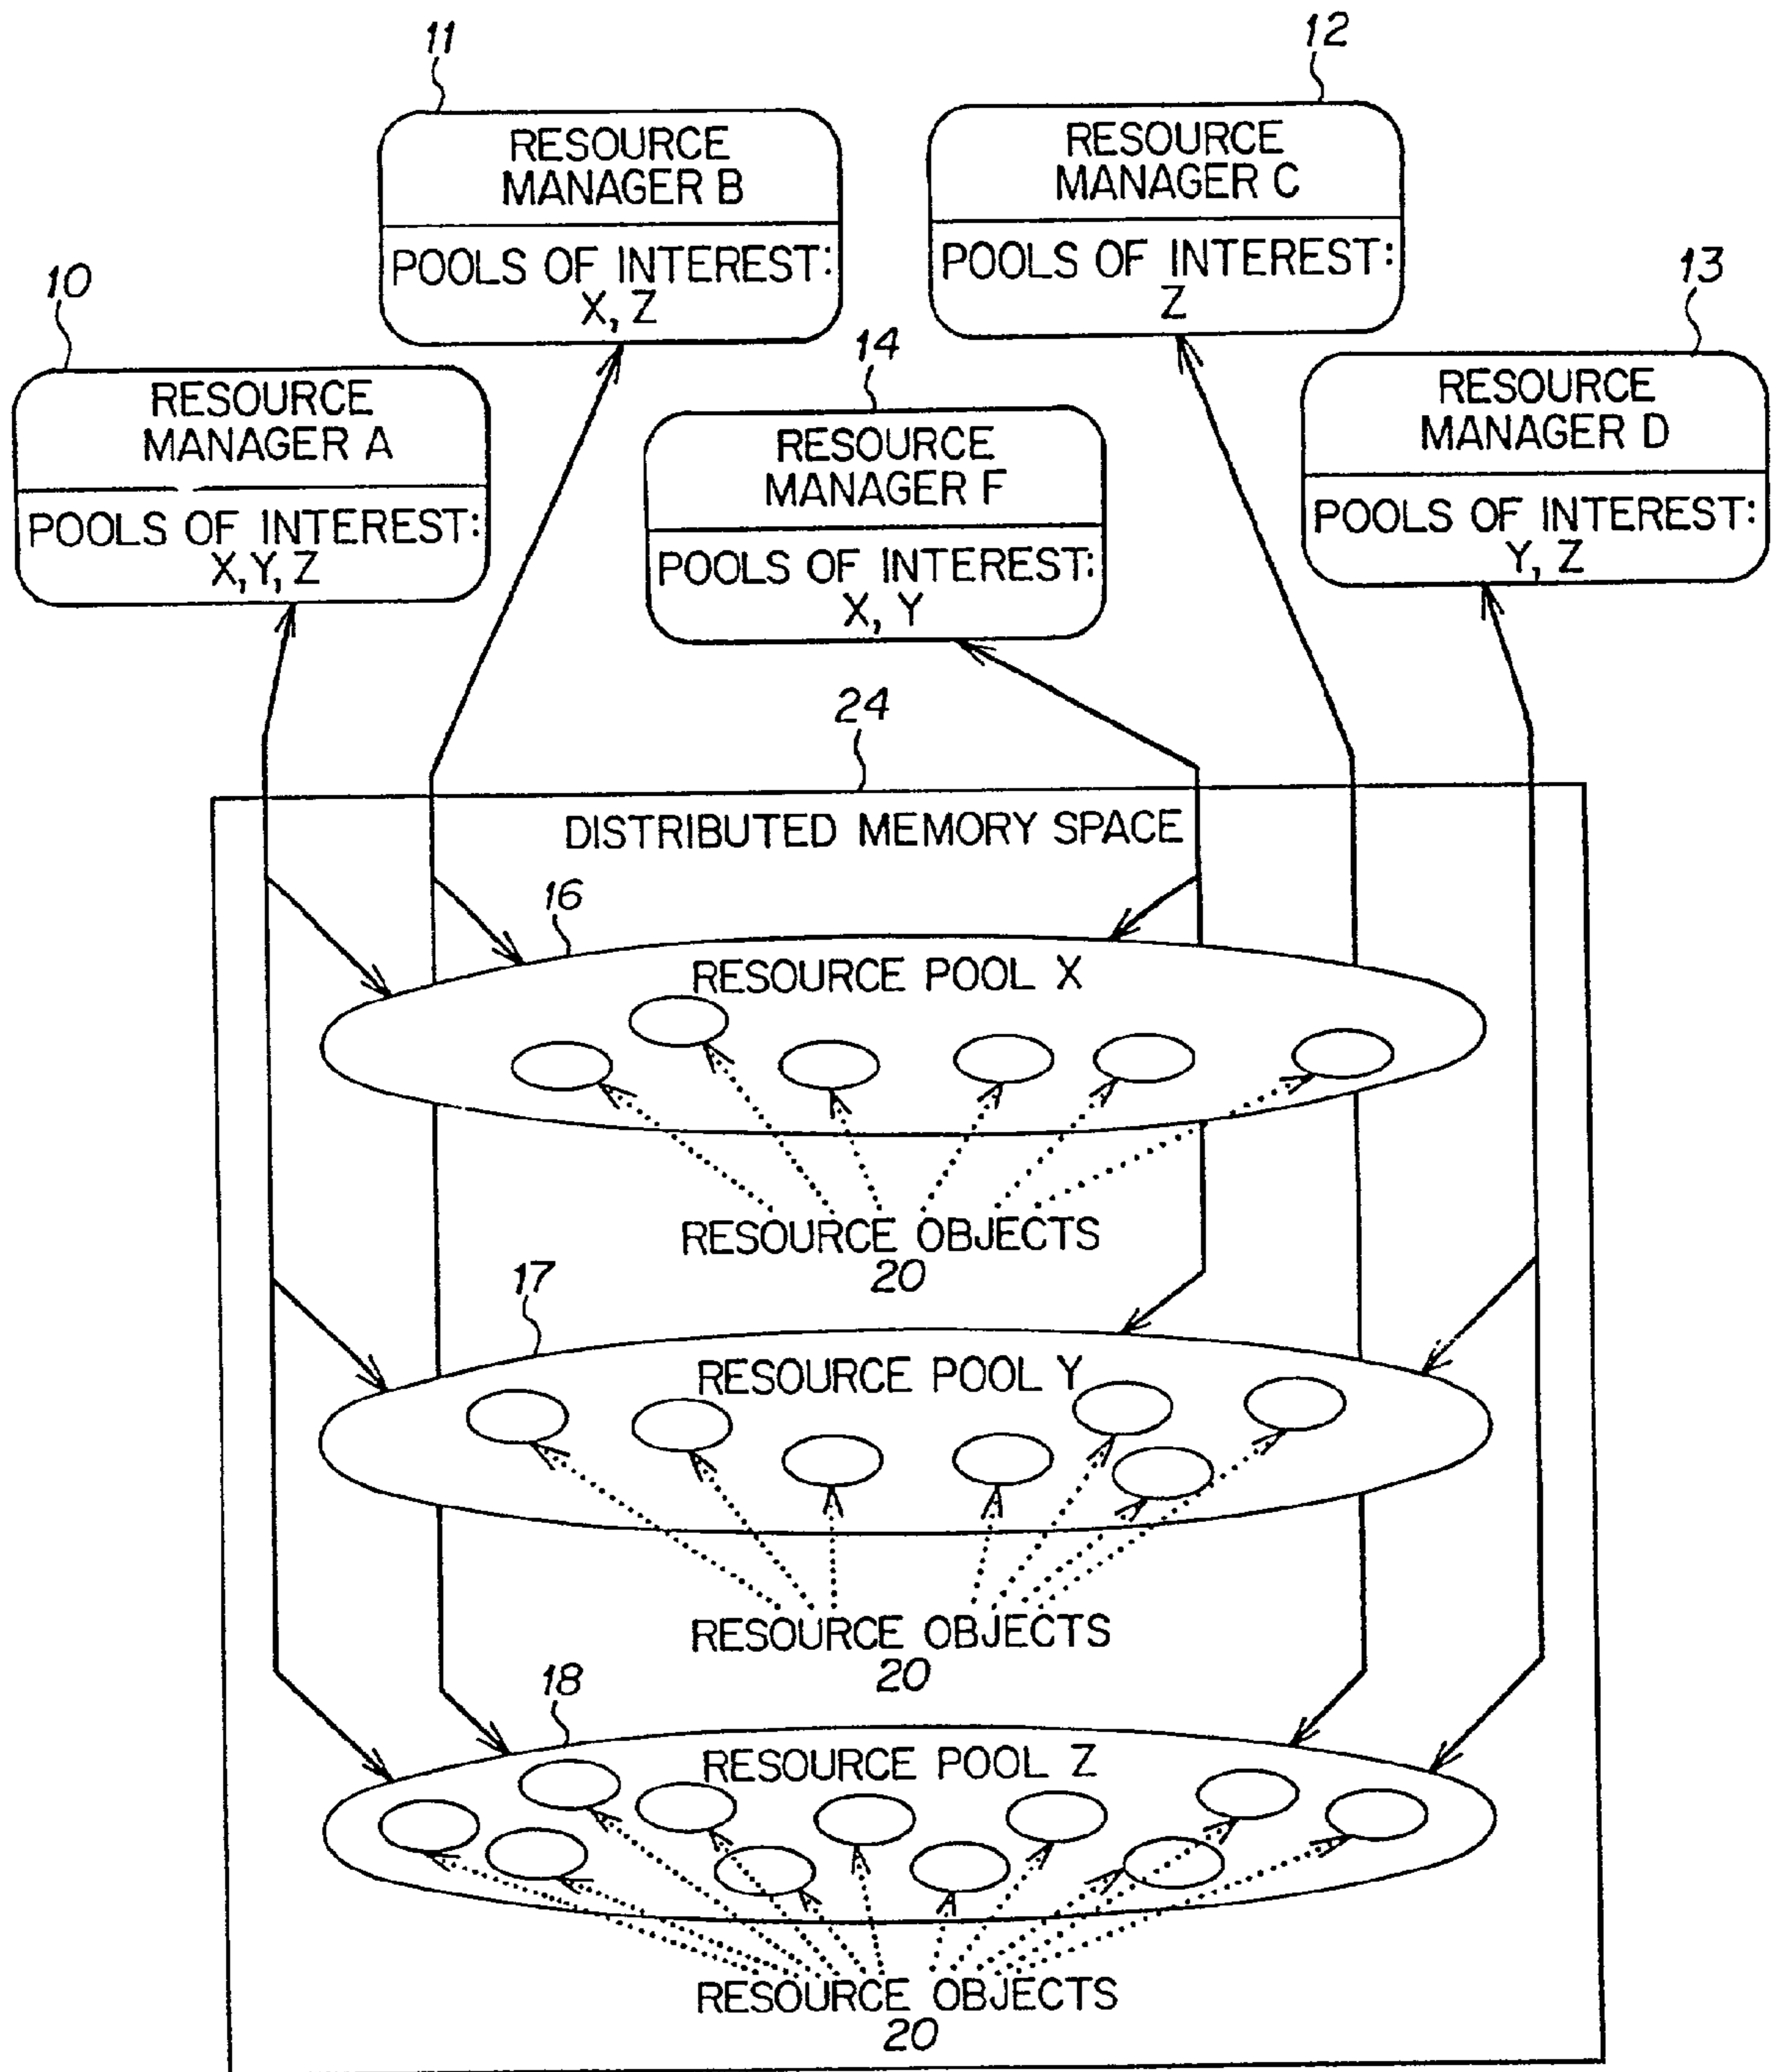 11
12
RESOURCE
MANAGER B
POOLS OF INTEREST:
X, Z
RESOURCE
MANAGER C
POOLS OF INTEREST:
Z
10
14
13
RESOURCE
MANAGER A
POOLS OF INTEREST:
X, Y, Z
RESOURCE
MANAGER F
POOLS OF INTEREST:
X, Y
RESOURCE
MANAGER D
POOLS OF INTEREST:
Y, Z
24
DISTRIBUTED MEMORY SPACE
16
RESOURCE POOL X
RESOURCE OBJECTS
20
17
RESOURCE POOL Y
RESOURCE OBJECTS
20
18
RESOURCE POOL Z
RESOURCE OBJECTS
20